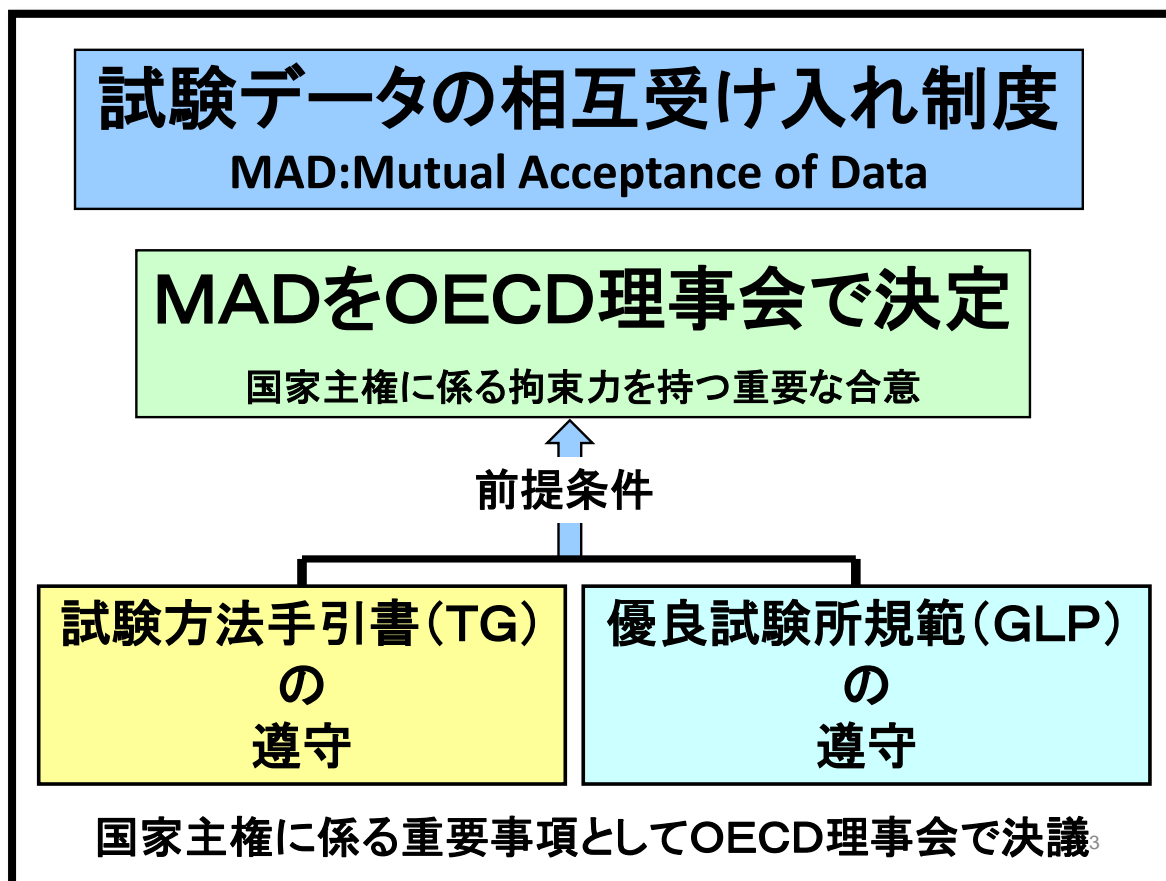 試験データの相互受け入れ制度
MAD:Mutual Acceptance of Data
MADをOECD理事会で決定
国家主権に係る拘束力を持つ重要な合意
前提条件
試験方法手引書(TG)
の
遵守
優良試験所規範(GLP)
の
遵守
国家主権に係る重要事項としてOECD理事会で決議
3